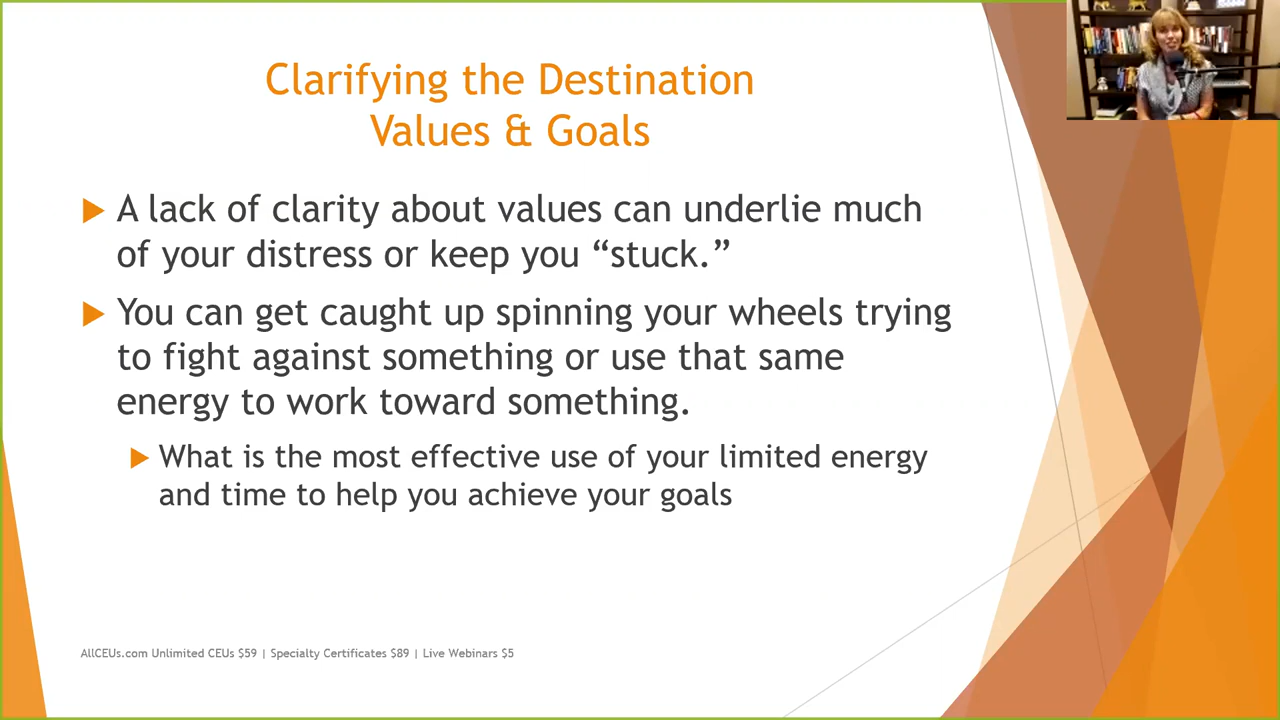 Clarifying the Destination
Values & Goals
A lack of clarity about values can underlie much
of your distress or keep you “stuck.”
You can get caught up spinning your wheels trying
to fight against something or use that same
energy to work toward something.
What is the most effective use of your limited energy
and time to help you achieve your goals
AllCEUs.com Unlimited CEUs $59 | Specialty Certificates $89 | Live Webinars $5